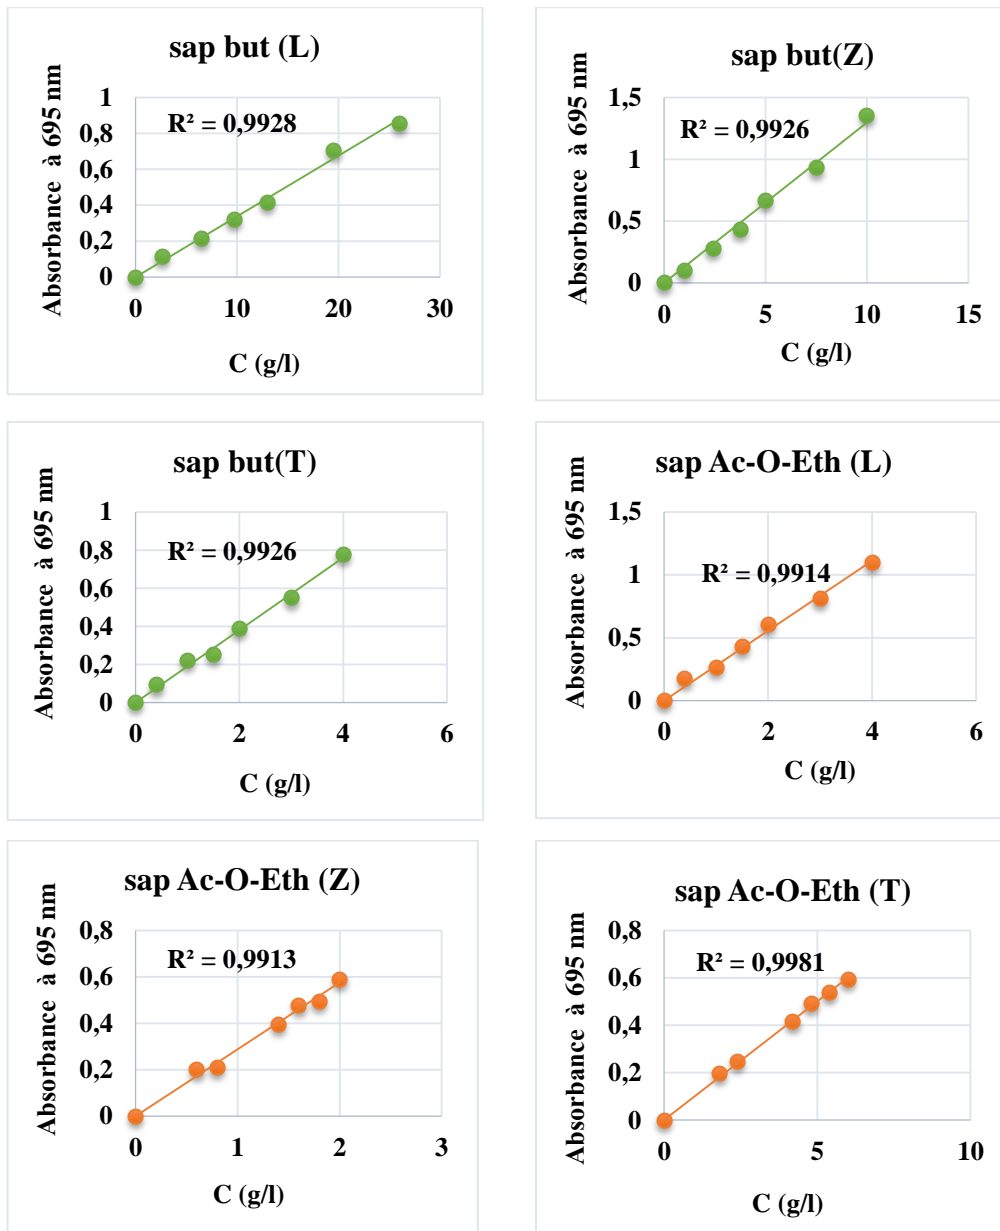 sap but (L)
Absorbance à 695 nm
R² = 0,9928
1
0,8
0,6
0,4
0,2
0
0 10 20 30
C (g/l)
sap but(Z)
Absorbance à 695 nm
R² = 0,9926
1,5
1
0,5
0
0 5 10 15
C (g/l)
sap but(T)
Absorbance à 695 nm
R² = 0,9926
1
0,8
0,6
0,4
0,2
0
0 2 4 6
C (g/l)
sap Ac-O-Eth (L)
Absorbance à 695 nm
R² = 0,9914
1,5
1
0,5
0
0 2 4 6
C (g/l)
sap Ac-O-Eth (Z)
Absorbance à 695 nm
R² = 0,9913
0,8
0,6
0,4
0,2
0
0 1 2 3
C (g/l)
sap Ac-O-Eth (T)
Absorbance à 695 nm
R² = 0,9981
0,8
0,6
0,4
0,2
0
0 5 10
C (g/l)